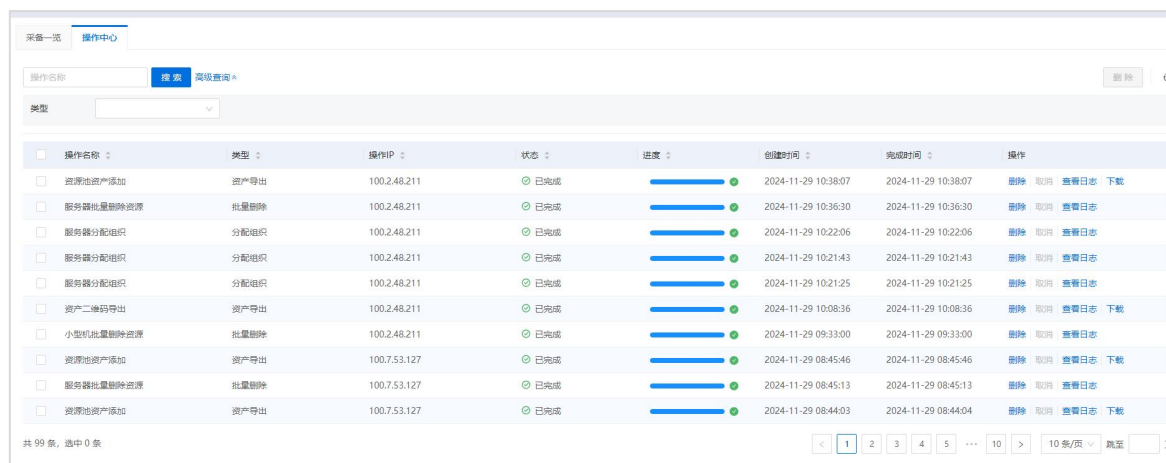 采备一览 操作中心
操作名称 搜索 高级查询 删除
类型
操作名称 类型 操作IP 状态 进度 创建时间 完成时间 操作
资源池资产添加 资产导出 100.2.48.211 已完成 2024-11-29 10:38:07 2024-11-29 10:38:07 删除 取消 查看日志 下载
服务器批量删除资源 批量删除 100.2.48.211 已完成 2024-11-29 10:36:30 2024-11-29 10:36:30 删除 取消 查看日志
服务器分配组织 分配组织 100.2.48.211 已完成 2024-11-29 10:22:06 2024-11-29 10:22:06 删除 取消 查看日志
服务器分配组织 分配组织 100.2.48.211 已完成 2024-11-29 10:21:43 2024-11-29 10:21:43 删除 取消 查看日志
服务器分配组织 分配组织 100.2.48.211 已完成 2024-11-29 10:21:25 2024-11-29 10:21:25 删除 取消 查看日志
资产二维码导出 资产导出 100.2.48.211 已完成 2024-11-29 10:08:36 2024-11-29 10:08:36 删除 取消 查看日志 下载
小型机批量删除资源 批量删除 100.2.48.211 已完成 2024-11-29 09:33:00 2024-11-29 09:33:00 删除 取消 查看日志
资源池资产添加 资产导出 100.7.53.127 已完成 2024-11-29 08:45:46 2024-11-29 08:45:46 删除 取消 查看日志 下载
服务器批量删除资源 批量删除 100.7.53.127 已完成 2024-11-29 08:45:13 2024-11-29 08:45:13 删除 取消 查看日志
资源池资产添加 资产导出 100.7.53.127 已完成 2024-11-29 08:44:03 2024-11-29 08:44:04 删除 取消 查看日志 下载
共 99 条，选中 0 条 < 1 2 3 4 5 ••• 10 > 10 条/页 跳至